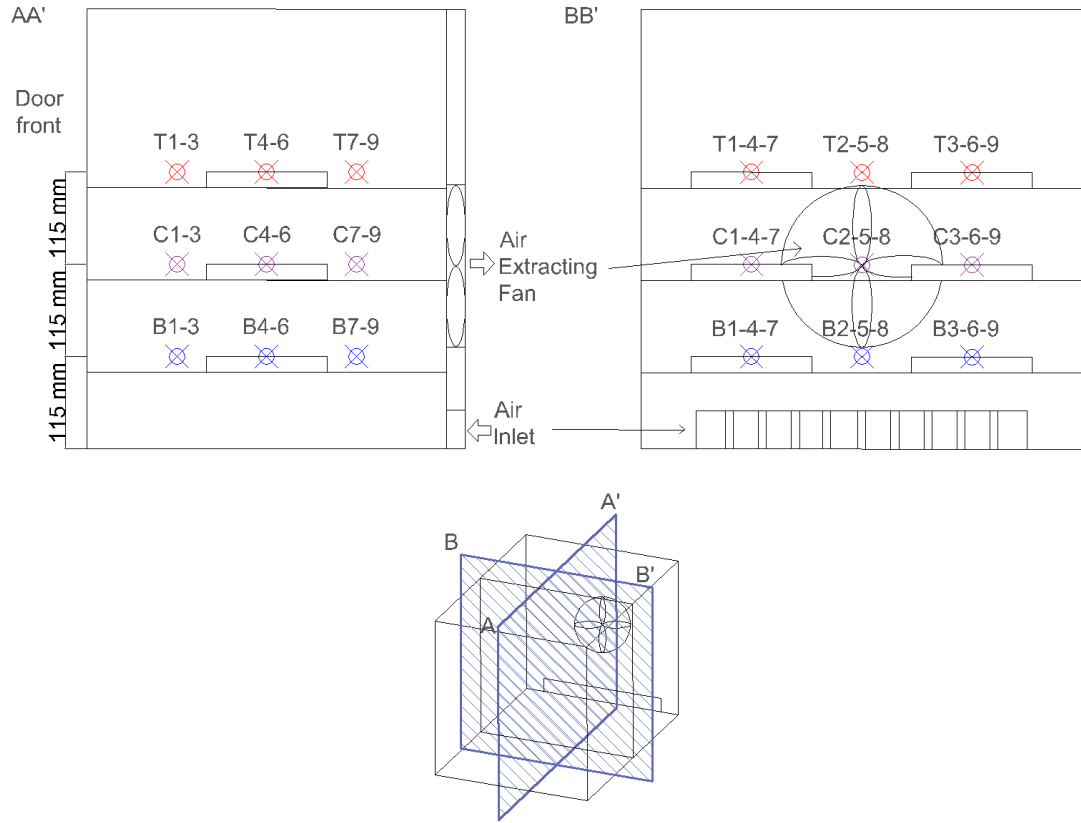 AA'
BB'
Door
front
T1-3
T4-6
T7-9
T1-4-7
T2-5-8
T3-6-9
115 mm
C1-3
C4-6
C7-9
Air
Extracting
Fan
C1-4-7
C2-5-8
C3-6-9
115 mm
B1-3
B4-6
B7-9
B1-4-7
B2-5-8
B3-6-9
115 mm
Air
Inlet
A'
B
B'
A